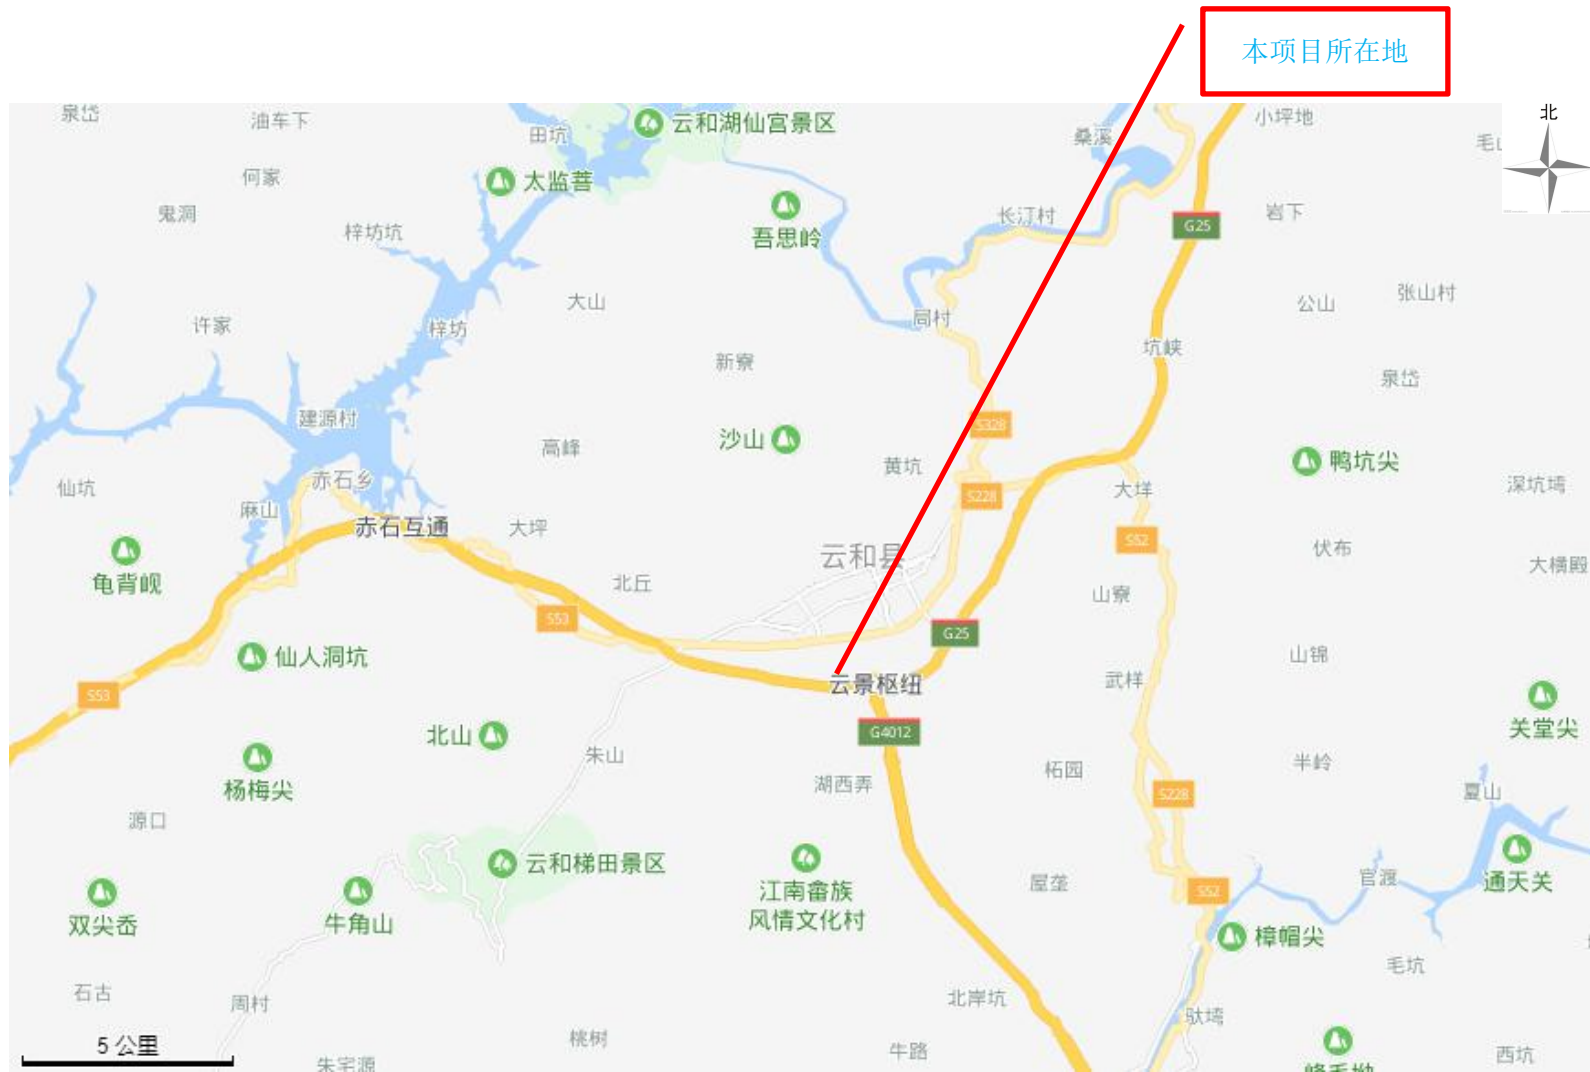 本项目所在地
北
泉岱
油车下
田坑
云和湖仙宫景区
桑溪
小坪地
何家
太监菩
鬼洞
梓坊坑
吾思岭
长汀村
G25
岩下
大山
公山
张山村
许家
梓坊
局村
坑峡
新寮
泉岱
建源村
高峰
沙山
S328
黄坑
鸭坑尖
仙坑
赤石乡
S228
大垟
深坑塆
麻山
赤石互通
大坪
云和县
S52
伏布
龟背岘
大横殿
北丘
山寮
S53
G25
仙人洞坑
山锦
S53
云景枢纽
武样
北山
G4012
关堂尖
朱山
杨梅尖
湖西弄
柘园
半岭
S228
夏山
源口
云和梯田景区
江南畲族
风情文化村
屋垄
S52
官渡
通天关
双尖岙
牛角山
樟帽尖
毛坑
石古
周村
北岸坑
驮塆
5 公里
桃树
牛路
西坑
朱宅源